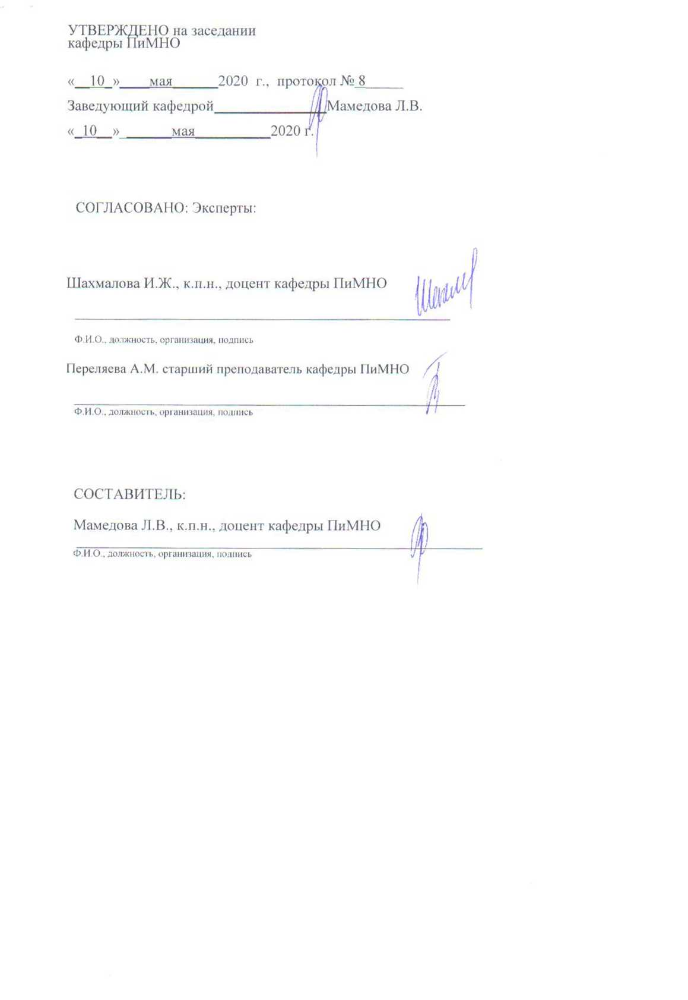 УТВЕРЖДЕНО на заседании
кафедры ПиМНО
«__10_»____мая______2020 г., протокол № 8_____
Заведующий кафедрой_______________Мамедова Л.В.
«_10__»_______мая__________2020 г.
СОГЛАСОВАНО: Эксперты:
Шахмалова И.Ж., к.п.н., доцент кафедры ПиМНО
Ф.И.О., должность, организация, подпись
Переляева А.М. старший преподаватель кафедры ПиМНО
Ф.И.О., должность, организация, подпись
СОСТАВИТЕЛЬ:
Мамедова Л.В., к.п.н., доцент кафедры ПиМНО
Ф.И.О., должность, организация, подпись